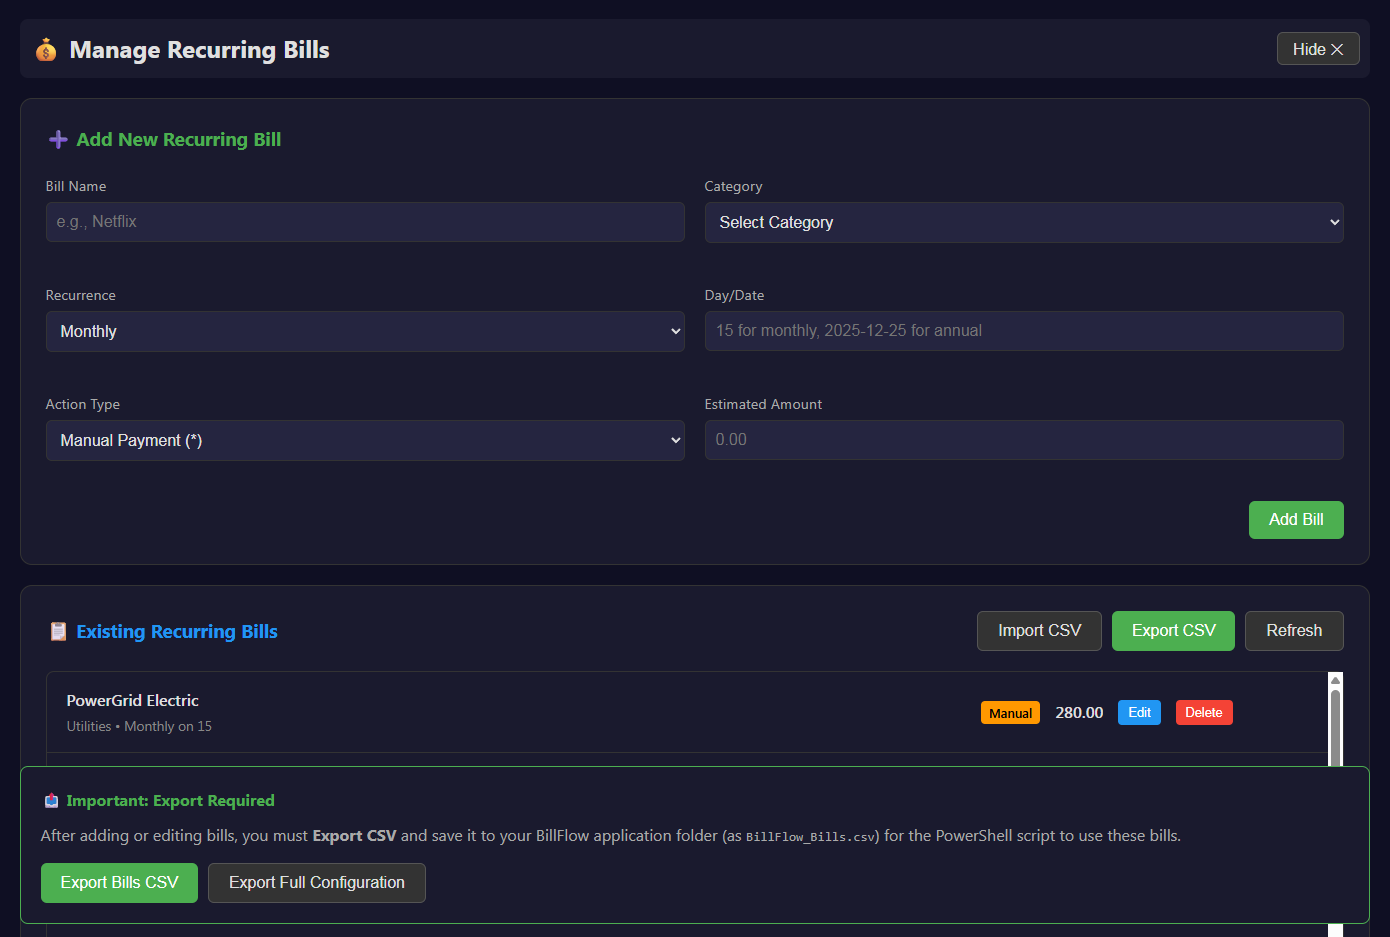 Manage Recurring Bills
Hide ✕
Add New Recurring Bill
Bill Name
Category
e.g., Netflix
Select Category
Recurrence
Day/Date
Monthly
15 for monthly, 2025-12-25 for annual
Action Type
Estimated Amount
Manual Payment (*)
0.00
Add Bill
Existing Recurring Bills
Import CSV
Export CSV
Refresh
PowerGrid Electric
Utilities • Monthly on 15
Manual
280.00
Edit
Delete
Important: Export Required
After adding or editing bills, you must Export CSV and save it to your BillFlow application folder (as BillFlow_Bills.csv) for the PowerShell script to use these bills.
Export Bills CSV
Export Full Configuration